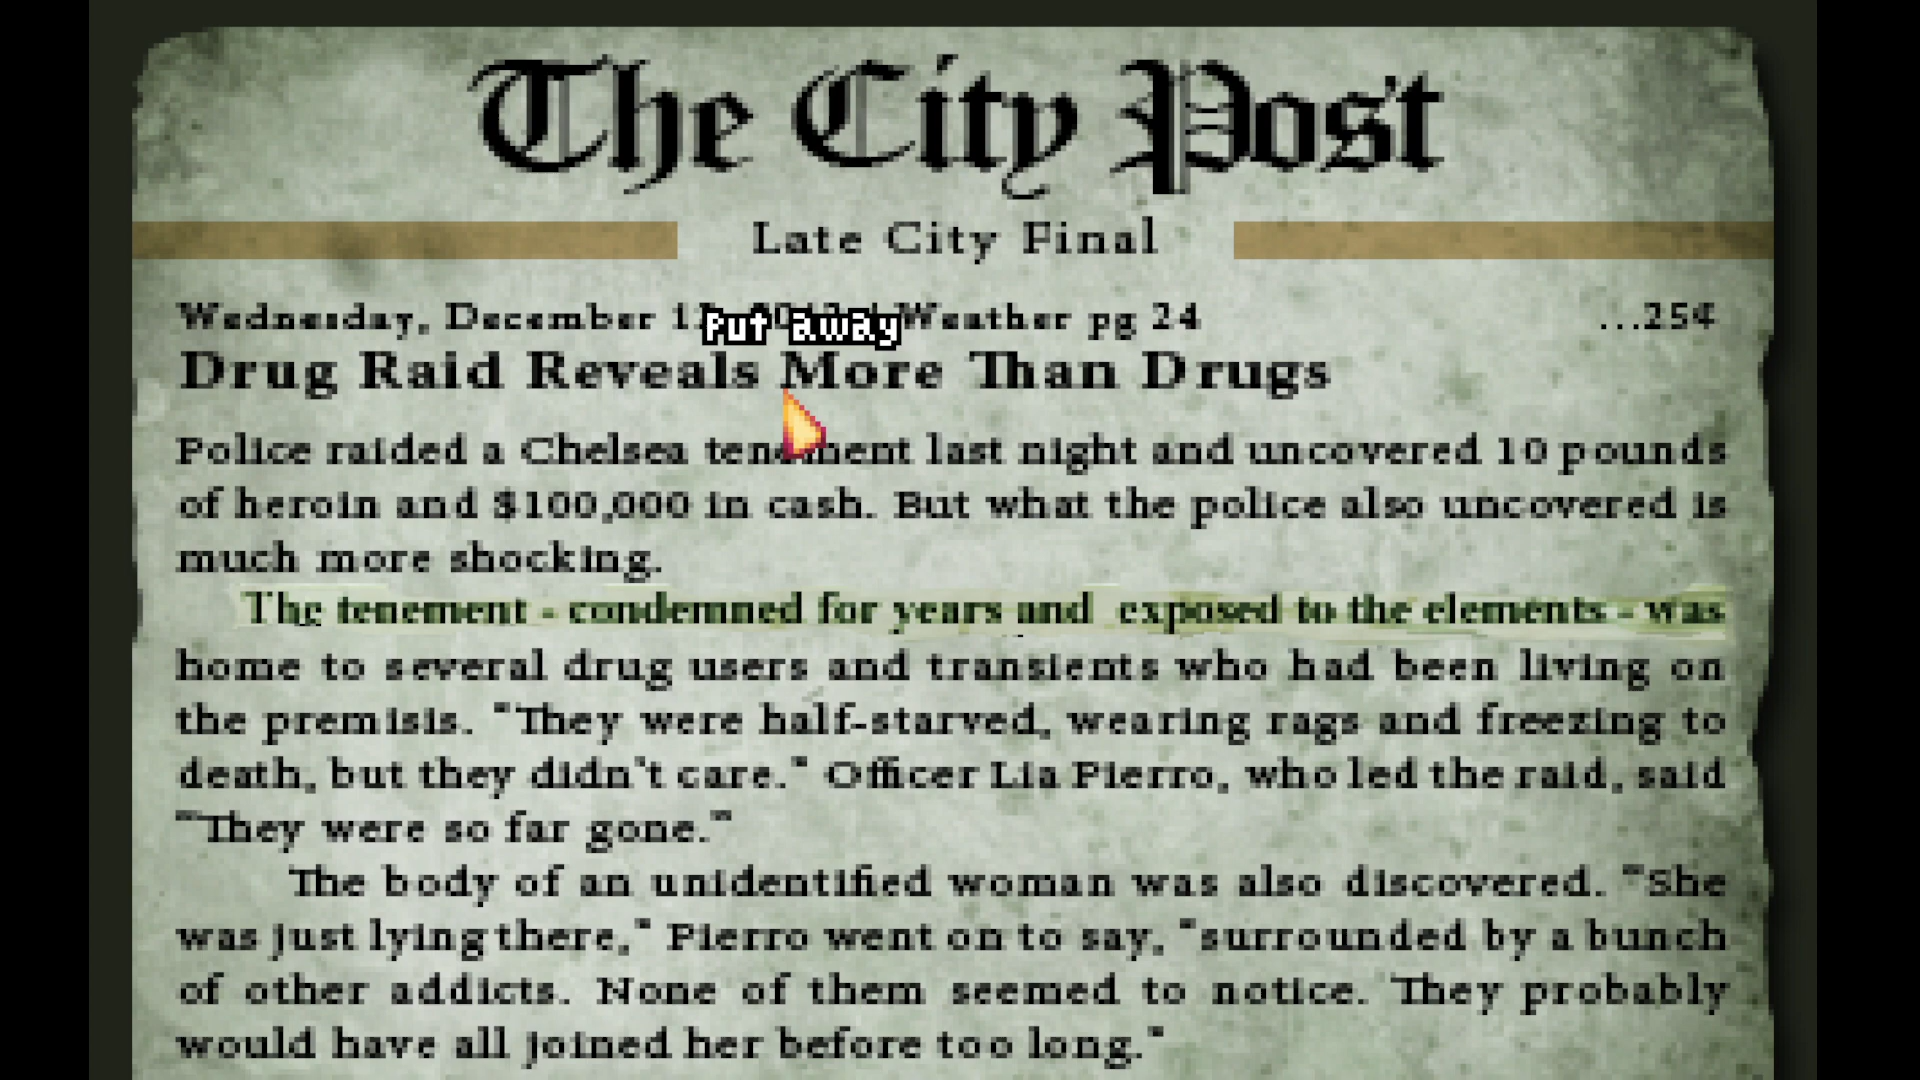 The City Post
Late City Final
Wednesday, December Weather pg 24 ...25¢
Put away
Drug Raid Reveals More Than Drugs
Police raided a Chelsea tenement last night and uncovered 10 pounds
of heroin and $100,000 in cash. But what the police also uncovered is
much more shocking.
The tenement - condemned for years and exposed to the elements - was
home to several drug users and transients who had been living on
the premisis. "They were half-starved, wearing rags and freezing to
death, but they didn't care." Officer Lia Pierro, who led the raid, said
"They were so far gone."
The body of an unidentified woman was also discovered. "She
was just lying there," Pierro went on to say, "surrounded by a bunch
of other addicts. None of them seemed to notice. They probably
would have all joined her before too long."